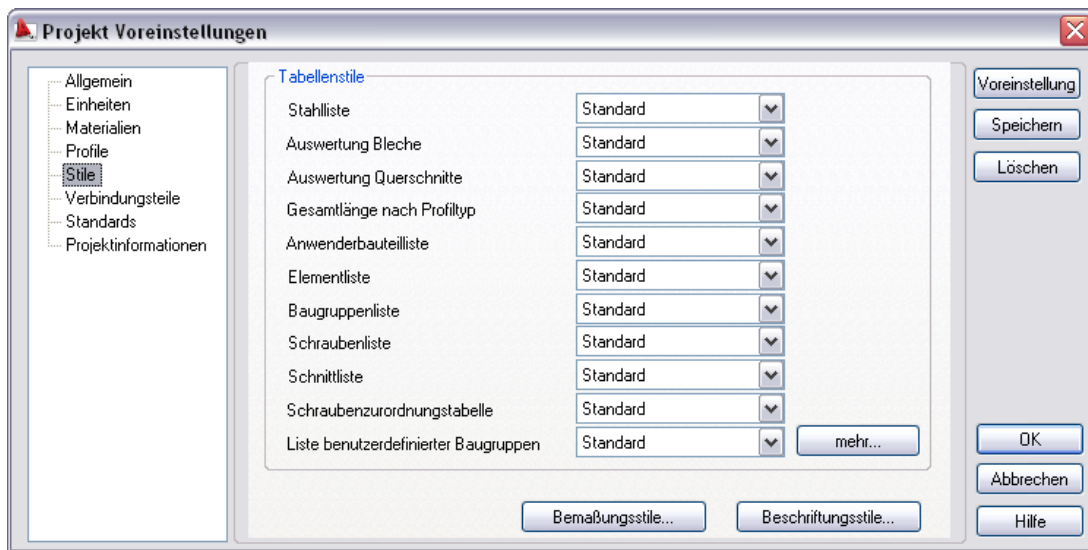 Projekt Voreinstellungen
Allgemein
Einheiten
Materialien
Profile
Stile
Verbindungsteile
Standards
Projektinformationen
Tabellenstile
Stahlliste Standard
Auswertung Bleche Standard
Auswertung Querschnitte Standard
Gesamtlänge nach Profiltyp Standard
Anwenderbauteilliste Standard
Elementliste Standard
Baugruppenliste Standard
Schraubenliste Standard
Schnittliste Standard
Schraubenzurordnungstabelle Standard
Liste benutzerdefinierter Baugruppen Standard mehr...
Bemaßungsstile... Beschriftungsstile...
Voreinstellung
Speichern
Löschen
OK
Abbrechen
Hilfe